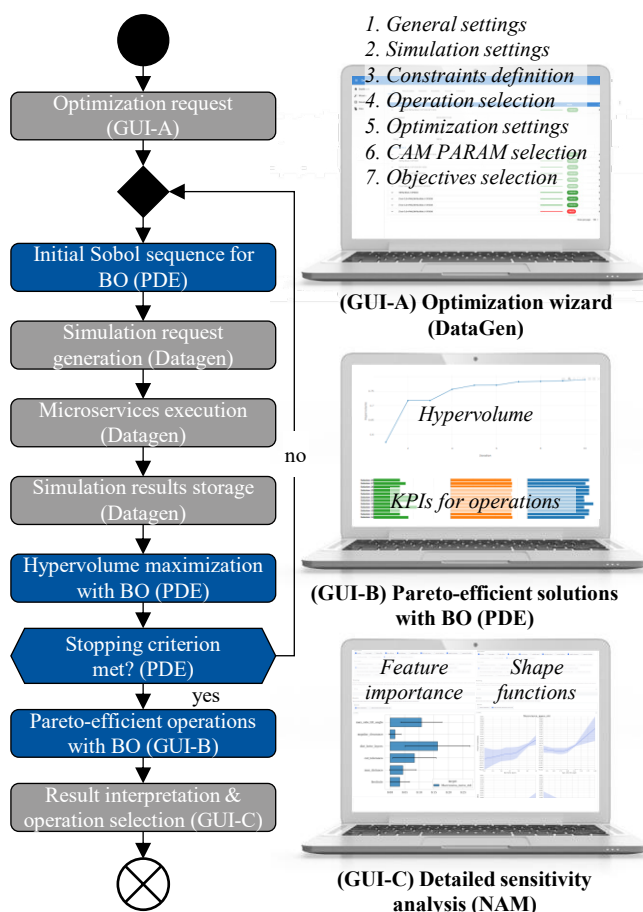 Optimization request
(GUI-A)
Initial Sobol sequence for
BO (PDE)
Simulation request
generation (Datagen)
Microservices execution
(Datagen)
Simulation results storage
(Datagen)
Hypervolume maximization
with BO (PDE)
Stopping criterion
met? (PDE)
no
yes
Pareto-efficient operations
with BO (GUI-B)
Result interpretation &
operation selection (GUI-C)
1. General settings
2. Simulation settings
3. Constraints definition
4. Operation selection
5. Optimization settings
6. CAM PARAM selection
7. Objectives selection
(GUI-A) Optimization wizard
(DataGen)
Hypervolume
KPIs for operations
(GUI-B) Pareto-efficient solutions
with BO (PDE)
Feature
importance
Shape
functions
(GUI-C) Detailed sensitivity
analysis (NAM)